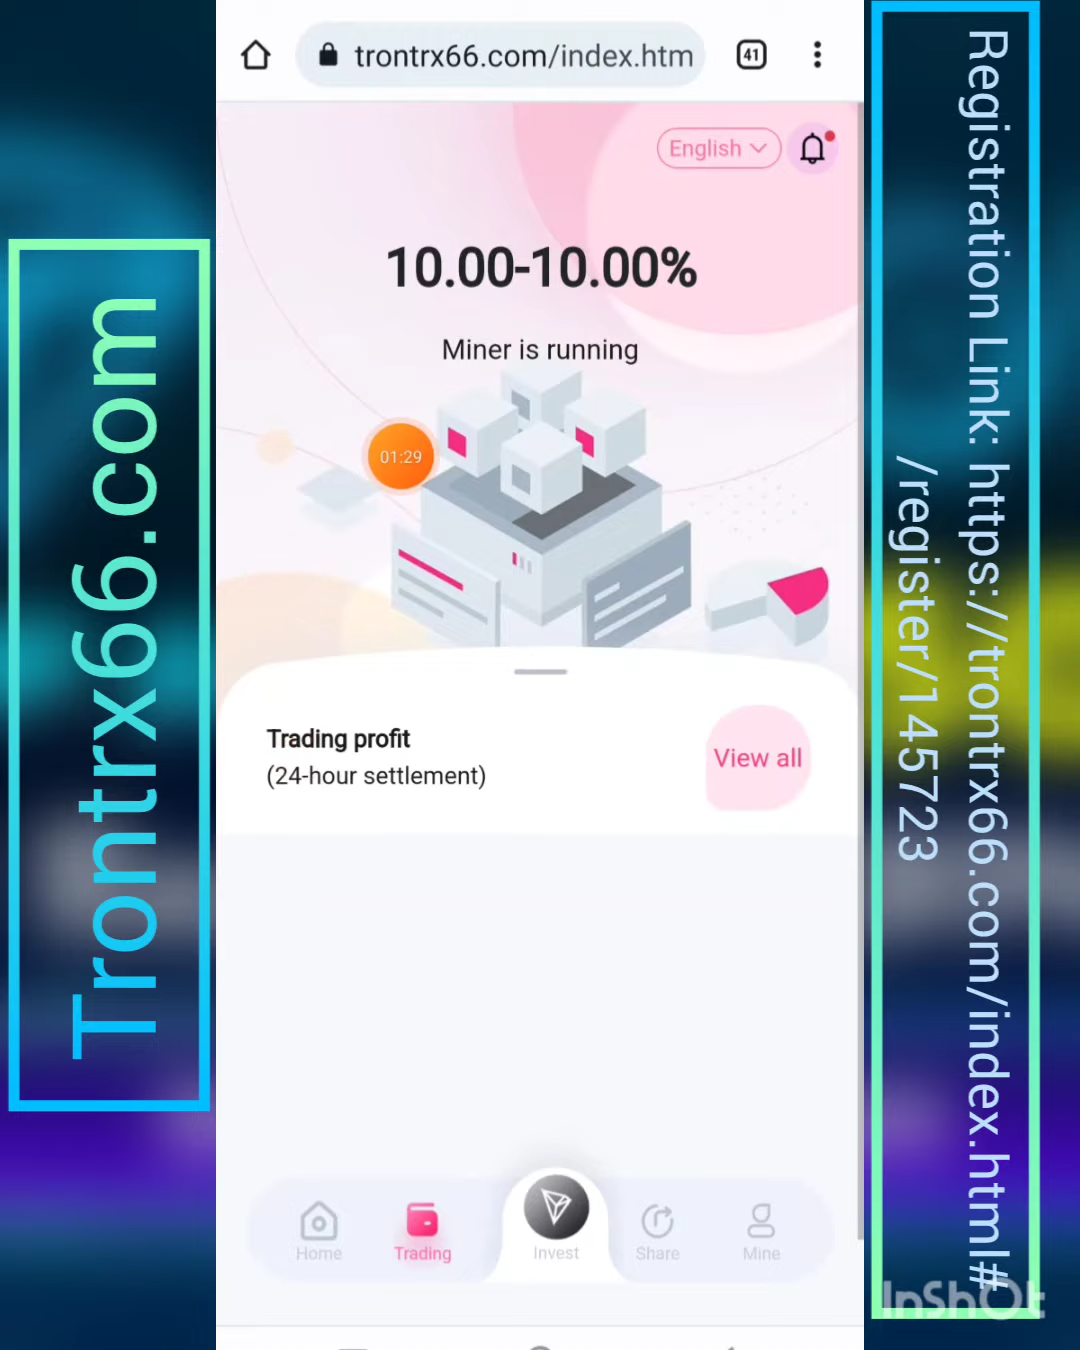 trontrx66.com/index.htm
41
English
10.00-10.00%
Miner is running
01:29
Trading profit
(24-hour settlement)
View all
Home
Trading
Invest
Share
Mine
Trontrx66.com
Registration Link: https://trontrx66.com/index.html#
/register/145723
InShOt